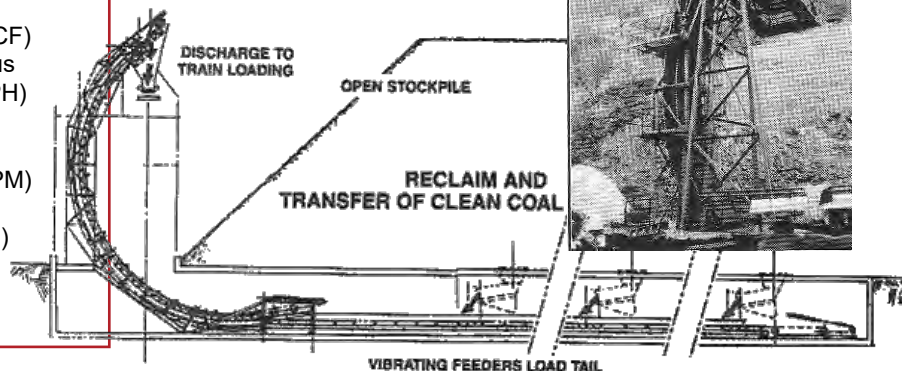 CF)
us
PH)
PM)
)
DISCHARGE TO
TRAIN LOADING
OPEN STOCKPILE
RECLAIM AND
TRANSFER OF CLEAN COAL
VIBRATING FEEDERS LOAD TAIL